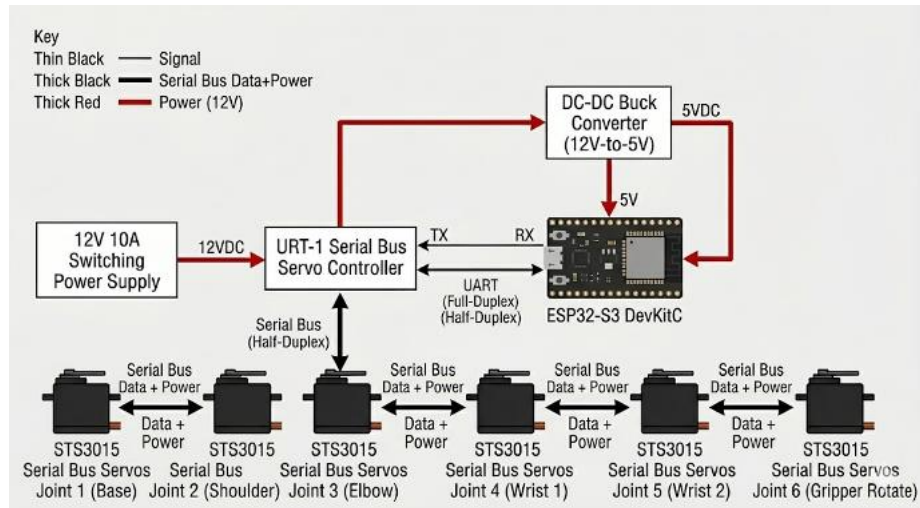 Key
Thin Black Signal
Thick Black Serial Bus Data+Power
Thick Red Power (12V)
DC-DC Buck
Converter
(12V-to-5V)
5VDC
5V
12V 10A
Switching
Power Supply
12VDC
URT-1 Serial Bus
Servo Controller
TX
RX
UART
(Full-Duplex)
(Half-Duplex)
ESP32-S3 DevKitC
Serial Bus
(Half-Duplex)
Serial Bus
Data + Power
Data +
Power
Serial Bus
Data + Power
Data +
Power
Serial Bus
Data + Power
Data +
Power
Serial Bus
Data + Power
Data +
Power
STS3015
Serial Bus Servos
Joint 1 (Base)
STS3015
Serial Bus
Joint 2 (Shoulder)
STS3015
Serial Bus Servos
Joint 3 (Elbow)
STS3015
Serial Bus Servos
Joint 4 (Wrist 1)
STS3015
Serial Bus Servos
Joint 5 (Wrist 2)
STS3015
Serial Bus Servos
Joint 6 (Gripper Rotate)